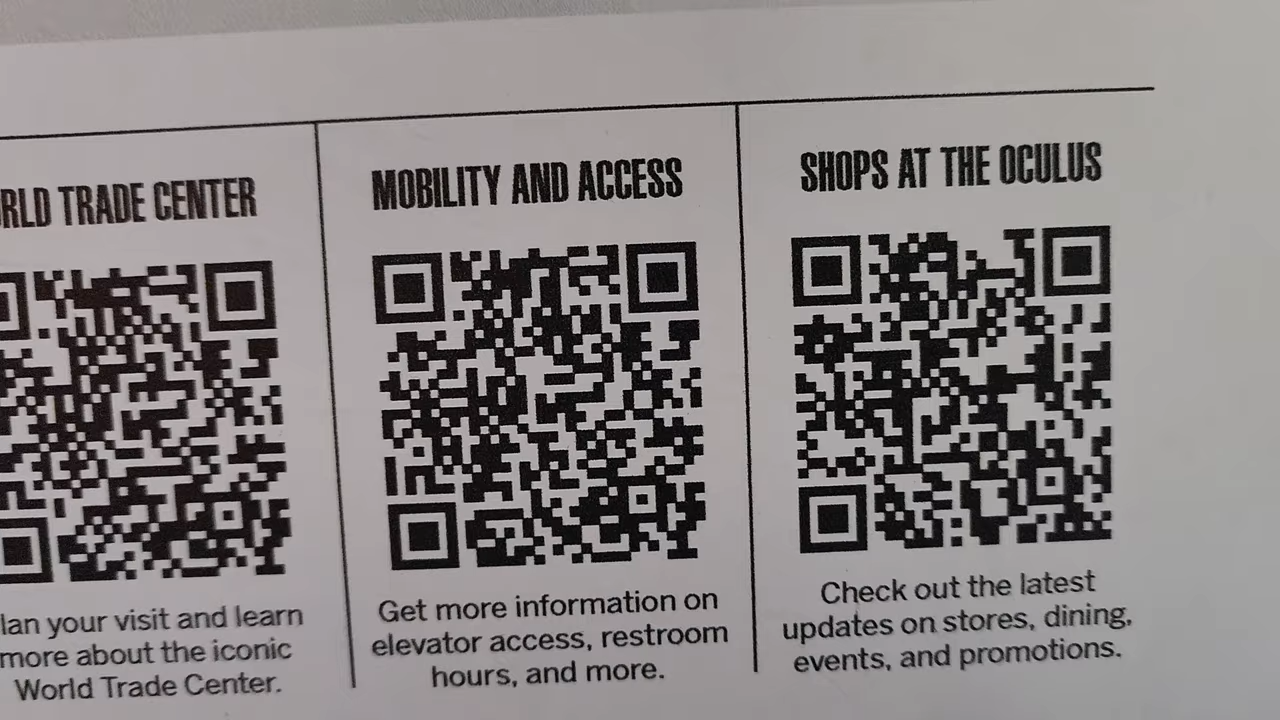 RLD TRADE CENTER
lan your visit and learn
more about the iconic
World Trade Center.
MOBILITY AND ACCESS
Get more information on
elevator access, restroom
hours, and more.
SHOPS AT THE OCULUS
Check out the latest
updates on stores, dining,
events, and promotions.